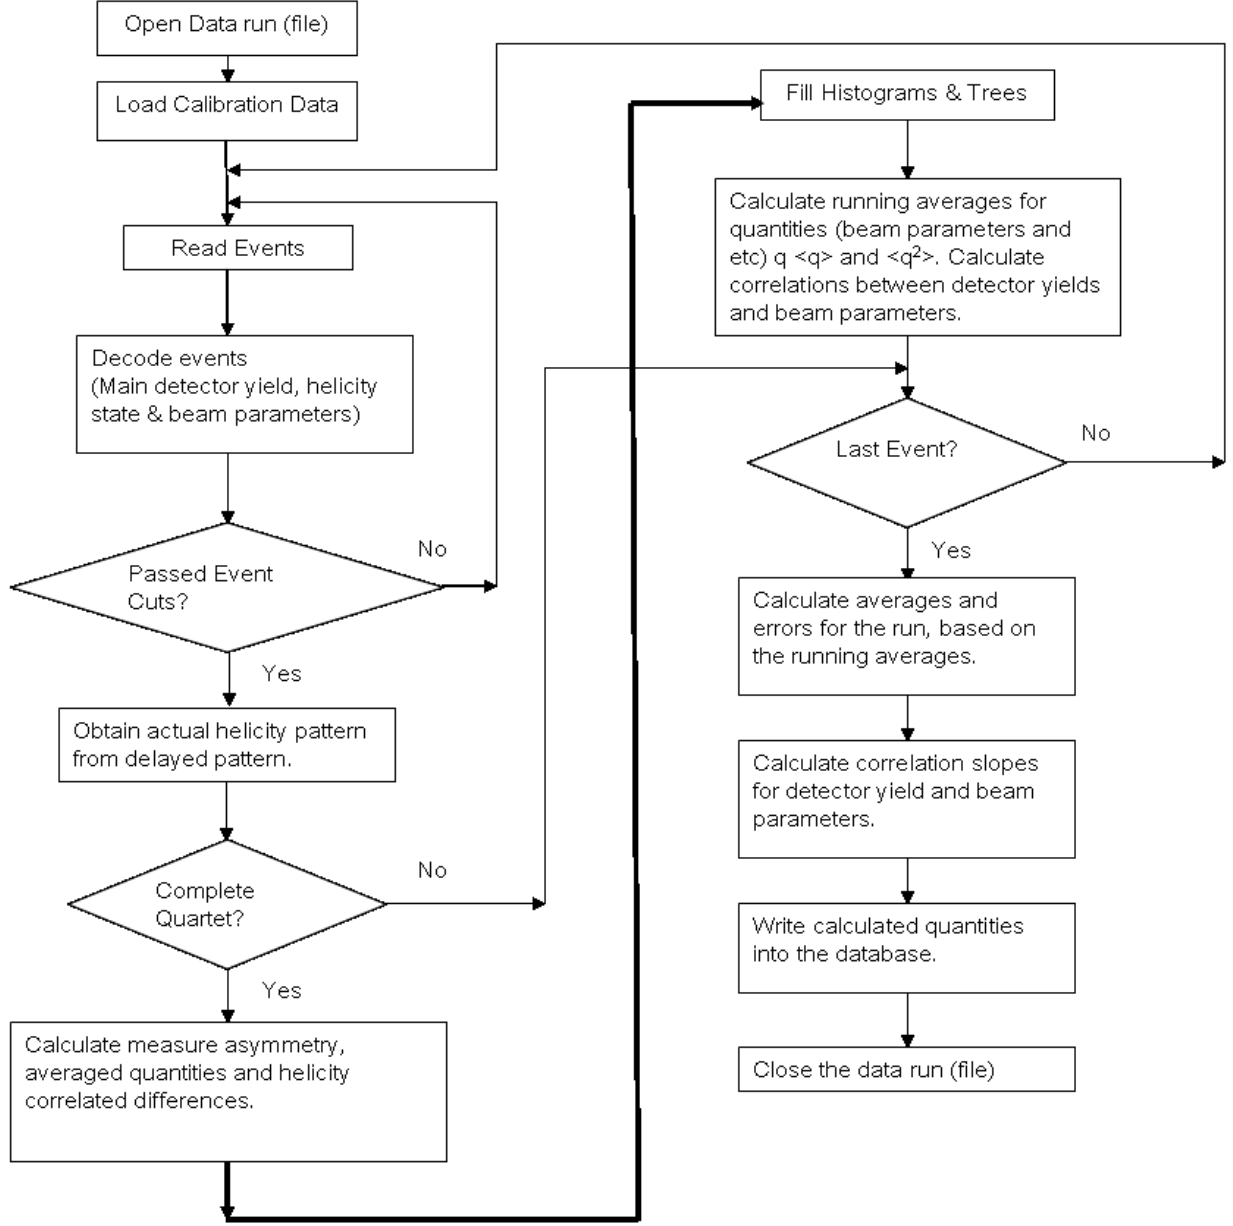 Open Data run (file)
Load Calibration Data
Read Events
Decode events
(Main detector yield, helicity
state & beam parameters)
Passed Event
Cuts?
No
Yes
Obtain actual helicity pattern
from delayed pattern.
Complete
Quartet?
No
Yes
Calculate measure asymmetry,
averaged quantities and helicity
correlated differences.
Fill Histograms & Trees
Calculate running averages for
quantities (beam parameters and
etc) q <q> and <q²>. Calculate
correlations between detector yields
and beam parameters.
Last Event?
No
Yes
Calculate averages and
errors for the run, based on
the running averages.
Calculate correlation slopes
for detector yield and beam
parameters.
Write calculated quantities
into the database.
Close the data run (file)